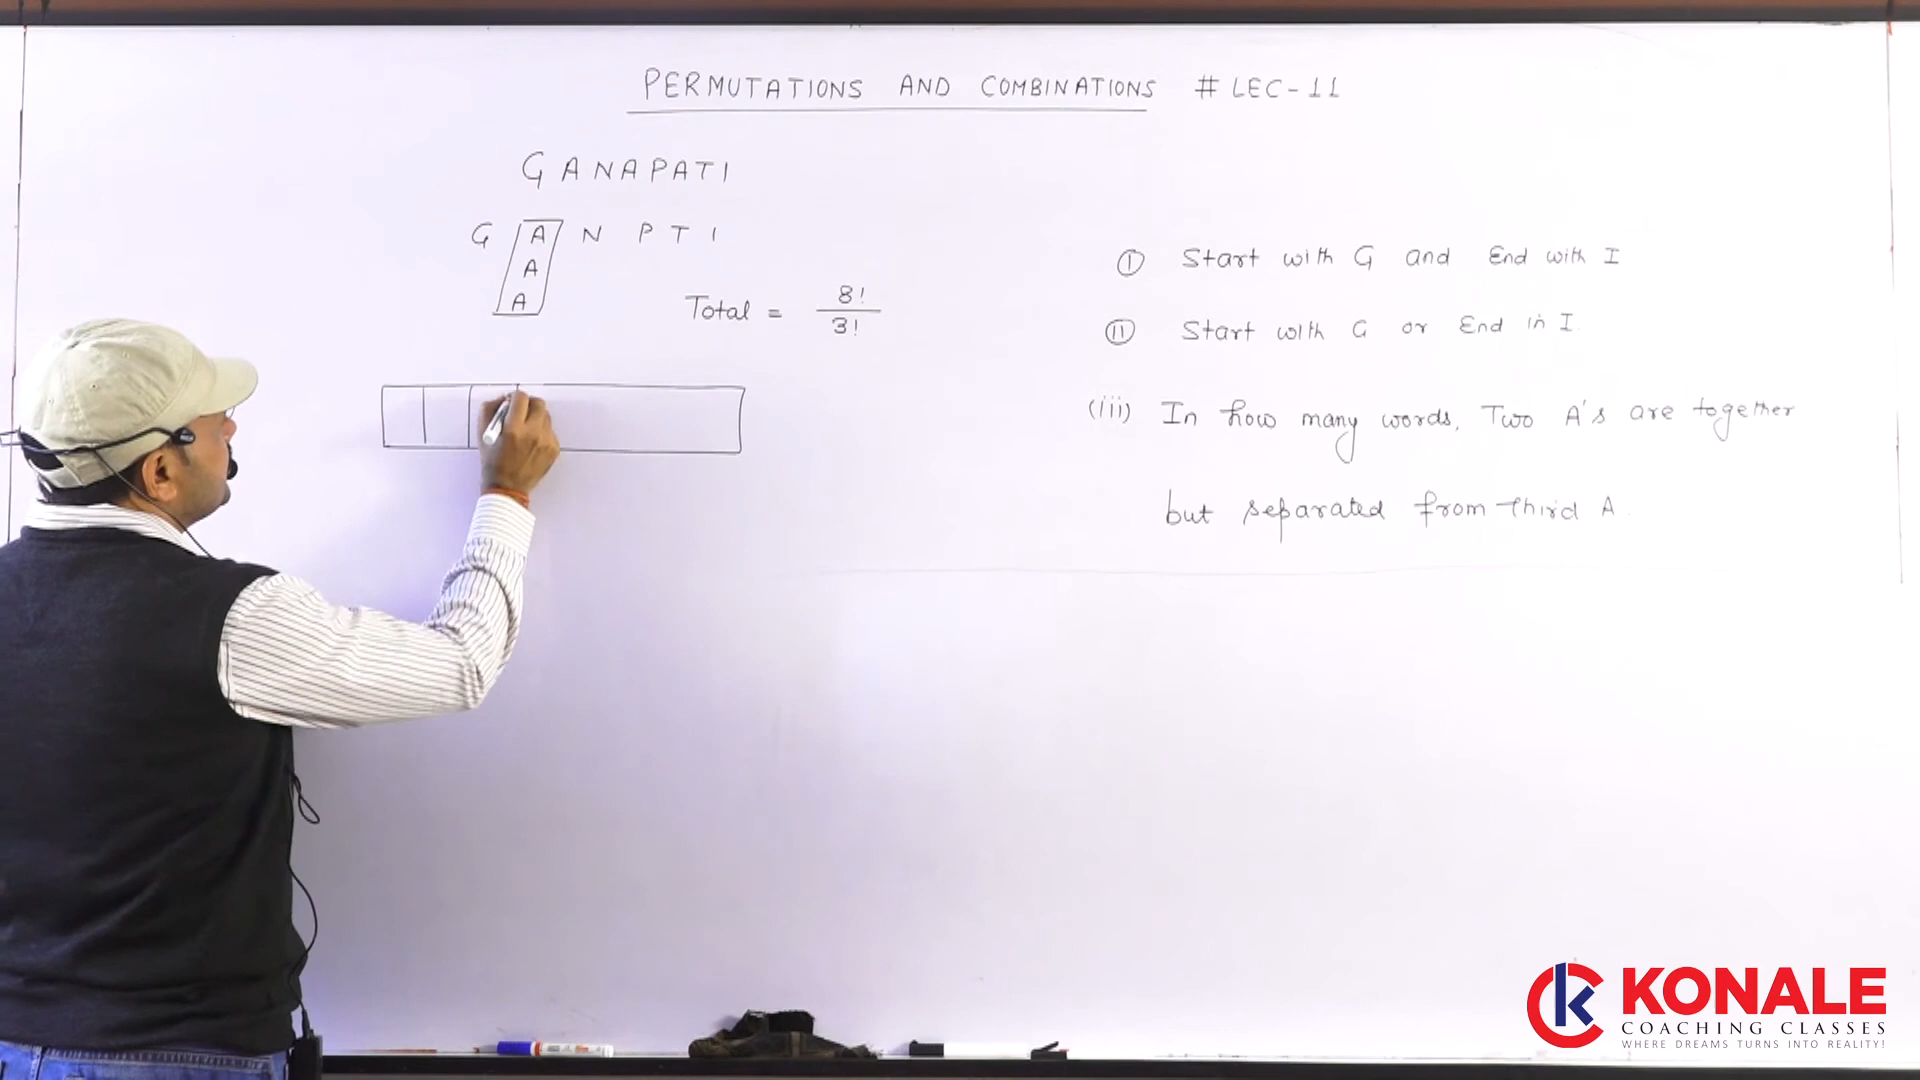 PERMUTATIONS AND COMBINATIONS # LEC-11
GANAPATI
G A N P T I
A
A
Total = 8! / 3!
(I) Start with G and End with I
(II) Start with G or End in I.
(iii) In how many words, Two A's are together
but separated from third A.
KONALE
COACHING CLASSES
WHERE DREAMS TURNS INTO REALITY!